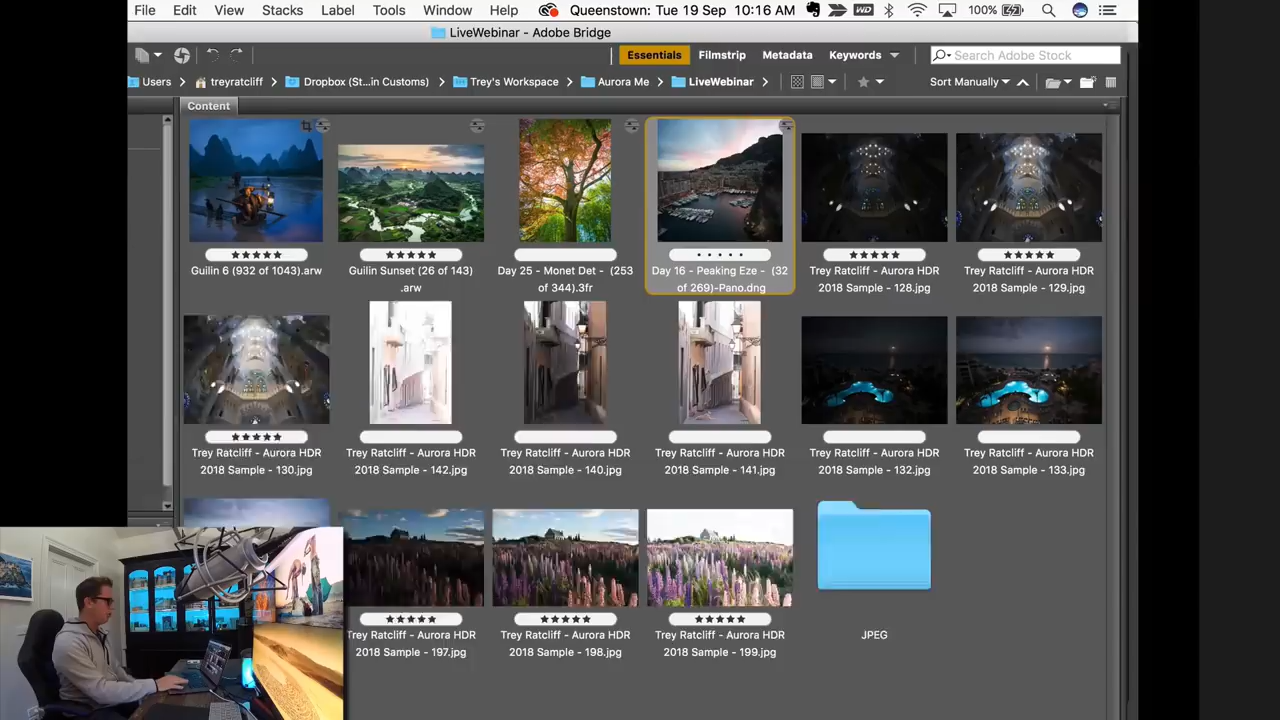 File Edit View Stacks Label Tools Window Help Queenstown: Tue 19 Sep 10:16 AM WD 100%
LiveWebinar - Adobe Bridge
Essentials Filmstrip Metadata Keywords Search Adobe Stock
Users treyratcliff Dropbox (St...in Customs) Trey's Workspace Aurora Me LiveWebinar Sort Manually
Content
Guilin 6 (932 of 1043).arw
Guilin Sunset (26 of 143)
.arw
Day 25 - Monet Det - (253
of 344).3fr
Day 16 - Peaking Eze - (32
of 269)-Pano.dng
Trey Ratcliff - Aurora HDR
2018 Sample - 128.jpg
Trey Ratcliff - Aurora HDR
2018 Sample - 129.jpg
Trey Ratcliff - Aurora HDR
2018 Sample - 130.jpg
Trey Ratcliff - Aurora HDR
2018 Sample - 142.jpg
Trey Ratcliff - Aurora HDR
2018 Sample - 140.jpg
Trey Ratcliff - Aurora HDR
2018 Sample - 141.jpg
Trey Ratcliff - Aurora HDR
2018 Sample - 132.jpg
Trey Ratcliff - Aurora HDR
2018 Sample - 133.jpg
Trey Ratcliff - Aurora HDR
2018 Sample - 197.jpg
Trey Ratcliff - Aurora HDR
2018 Sample - 198.jpg
Trey Ratcliff - Aurora HDR
2018 Sample - 199.jpg
JPEG